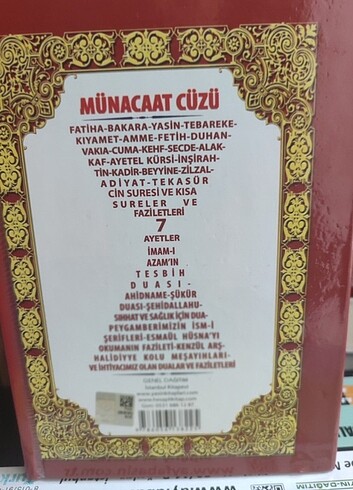 MÜNACAAT CÜZÜ
FATİHA-BAKARA-YASİN-TEBAREKE-
KIYAMET-AMME-FETİH-DUHAN-
VAKIA-CUMA-KEHF-SECDE-ALAK-
KAF-AYETEL KÜRSİ-İNŞİRAH-
TİN-KADİR-BEYYİNE-ZİLZAL-
ADİYAT-TEKASÜR
CİN SURESİ VE KISA
SURELER VE
FAZİLETLERİ
7
AYETLER
İMAM-I
AZAM'IN
TESBİH
DUASI-
AHİDNAME-ŞÜKÜR
DUASI-ŞEHİDALLAHU-
SIHHAT VE SAĞLIK İÇİN DUA-
PEYGAMBERİMİZİN İSM-İ
ŞERİFLERİ-ESMAÜL HÜSNA'YI
OKUMANIN FAZİLETİ-KENZÜL ARŞ-
HALİDİYYE KOLU MEŞAYIHLARI-
VE İHTİYACIMIZ OLAN DUALAR VE FAZİLETLERİ
GENEL DAĞITIM
İstanbul Kitapevi